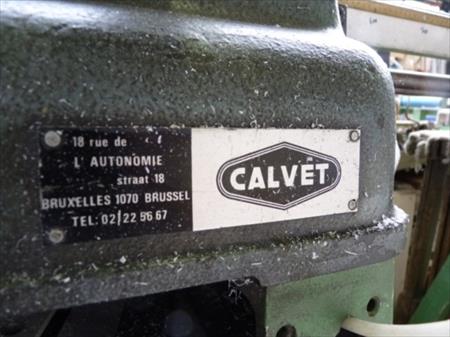 18 rue de
L' AUTONOMIE
straat 18
BRUXELLES 1070 BRUSSEL
TEL: 02/22 56 67
CALVET